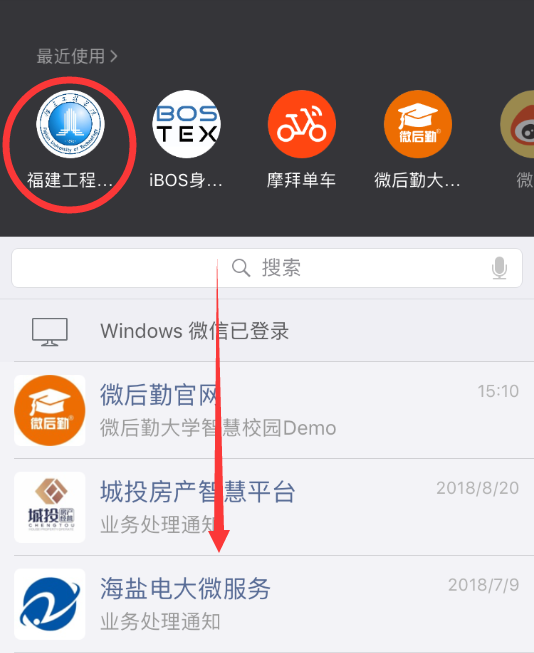 最近使用
BOS
TEX
微后勤
福建工程...
iBOS身...
摩拜单车
微后勤大...
微
搜索
Windows 微信已登录
微后勤
微后勤官网
15:10
微后勤大学智慧校园Demo
城投
CHENGTOU
城投房产智慧平台
2018/8/20
业务处理通知
海盐电大微服务
2018/7/9
业务处理通知